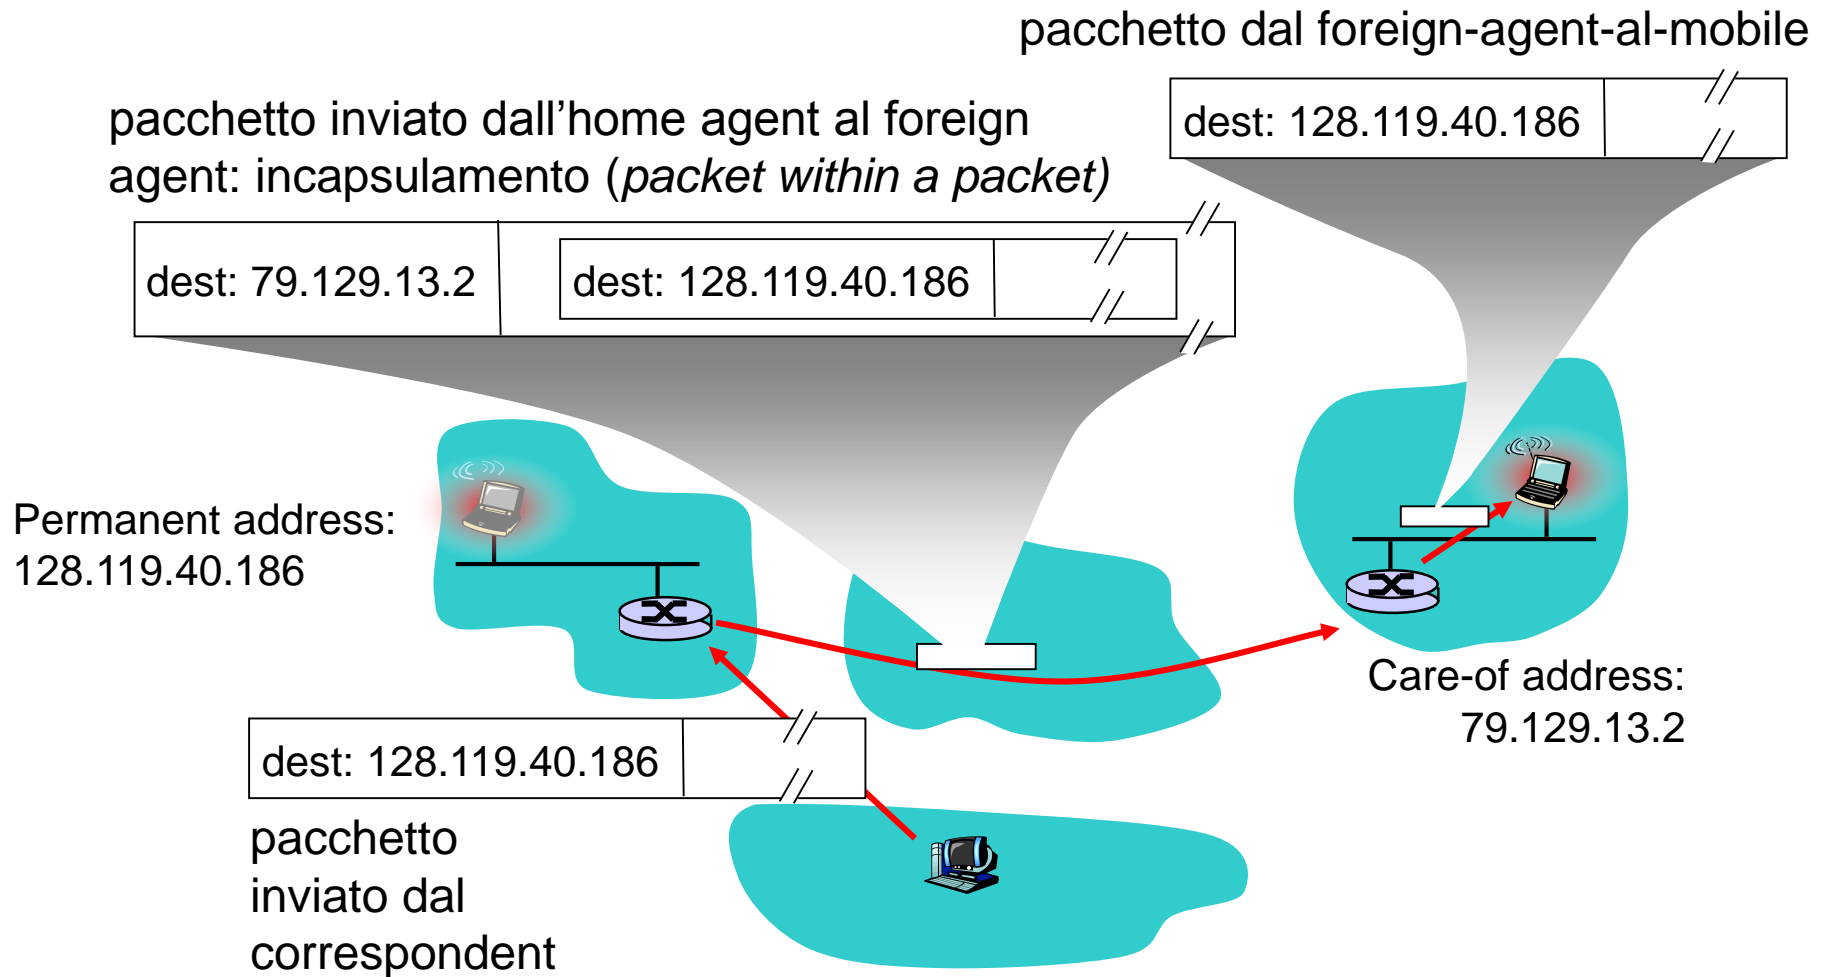 pacchetto dal foreign-agent-al-mobile
dest: 128.119.40.186
pacchetto inviato dall’home agent al foreign
agent: incapsulamento (packet within a packet)
dest: 79.129.13.2
dest: 128.119.40.186
Permanent address:
128.119.40.186
Care-of address:
79.129.13.2
dest: 128.119.40.186
pacchetto
inviato dal
correspondent